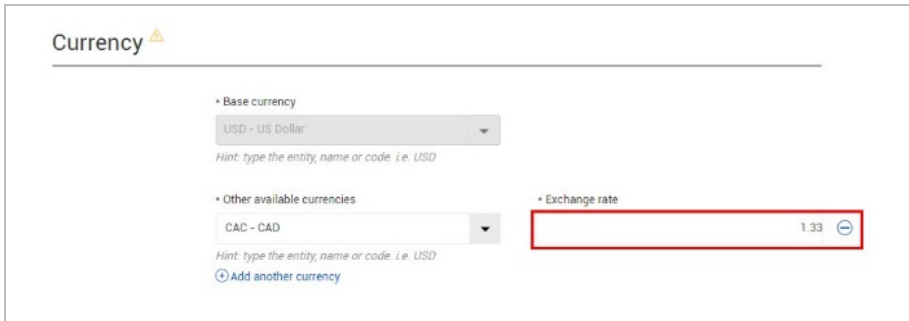 Currency
* Base currency
USD - US Dollar
Hint: type the entity, name or code. i.e. USD
* Other available currencies
* Exchange rate
CAC - CAD
1.33
Hint: type the entity, name or code. i.e. USD
Add another currency